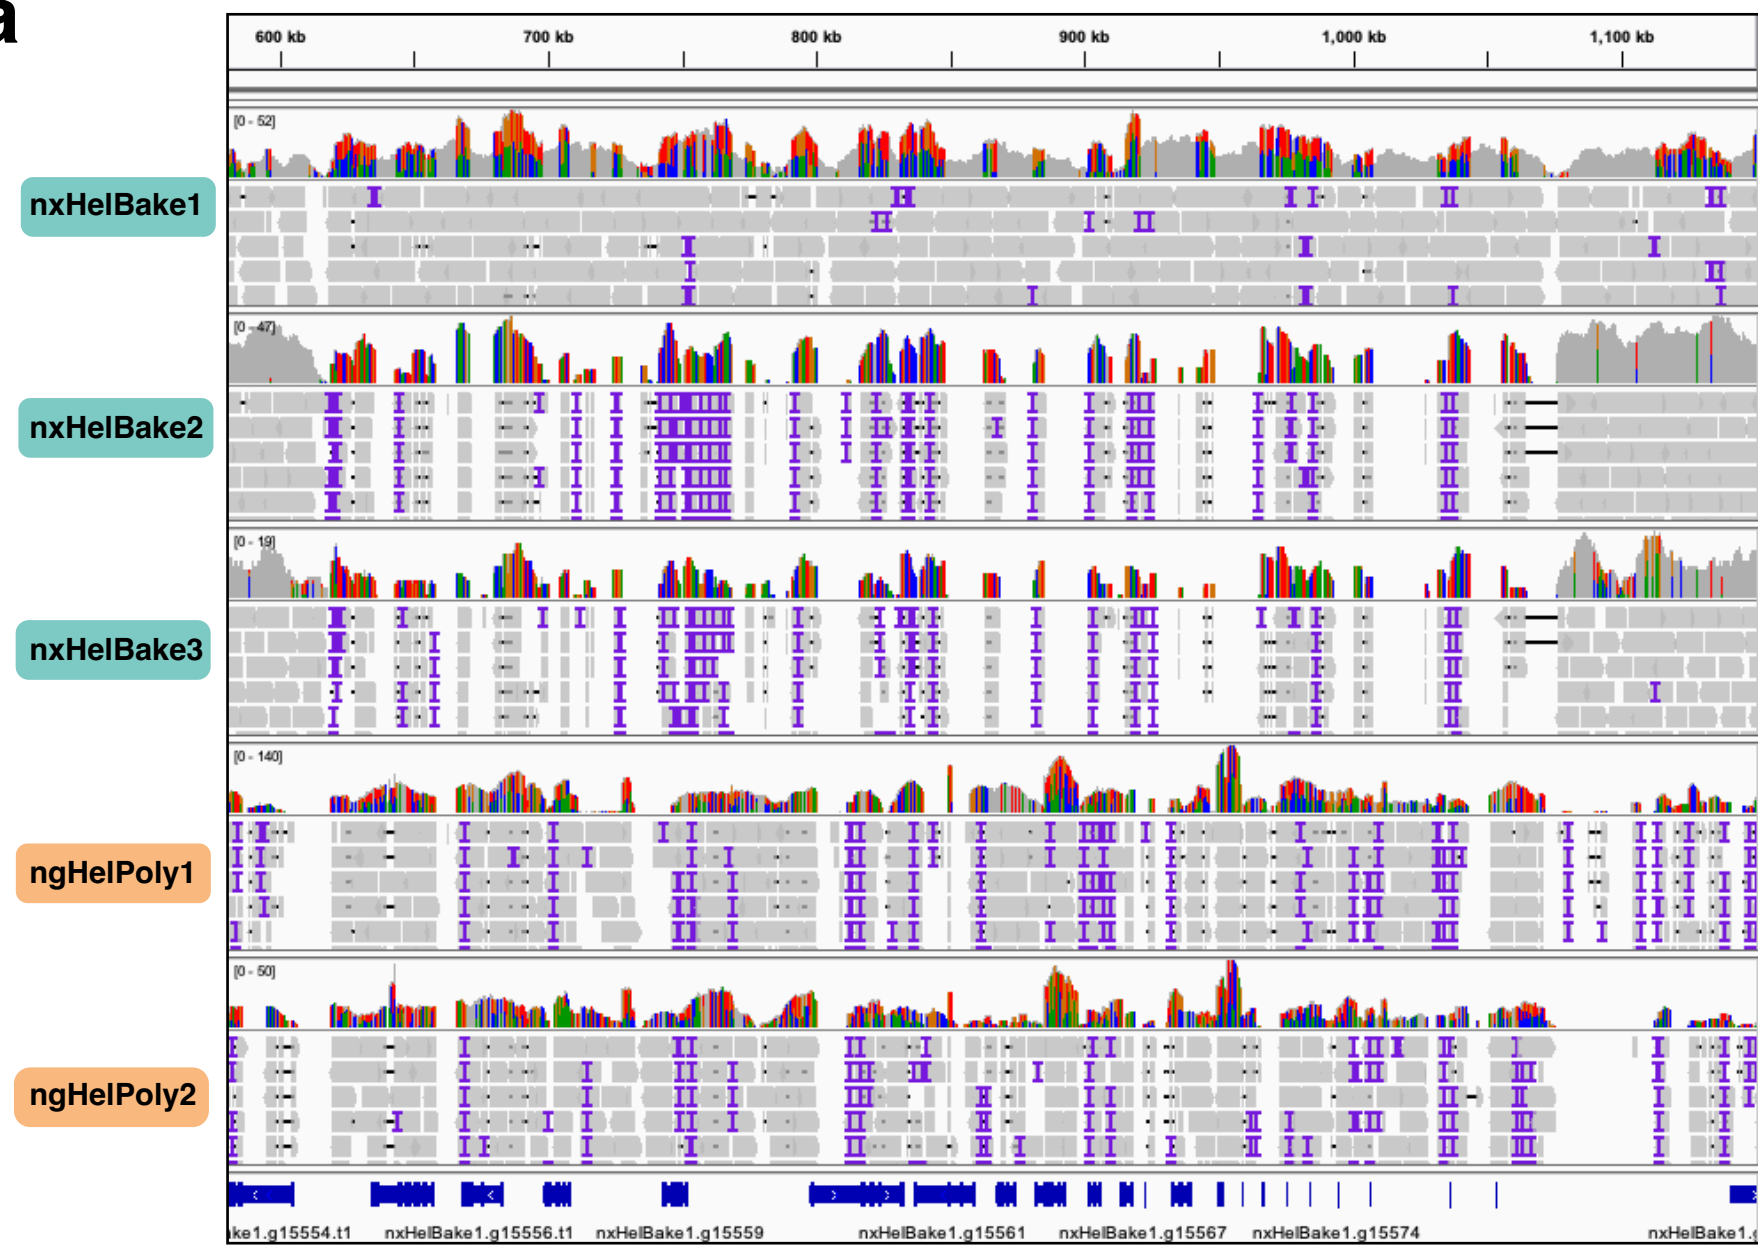 a
600 kb 700 kb 800 kb 900 kb 1,000 kb 1,100 kb
[0 - 52]
nxHelBake1
[0 - 47]
nxHelBake2
[0 - 19]
nxHelBake3
[0 - 140]
ngHelPoly1
[0 - 50]
ngHelPoly2
ke1.g15554.t1 nxHelBake1.g15556.t1 nxHelBake1.g15559 nxHelBake1.g15561 nxHelBake1.g15567 nxHelBake1.g15574 nxHelBake1.